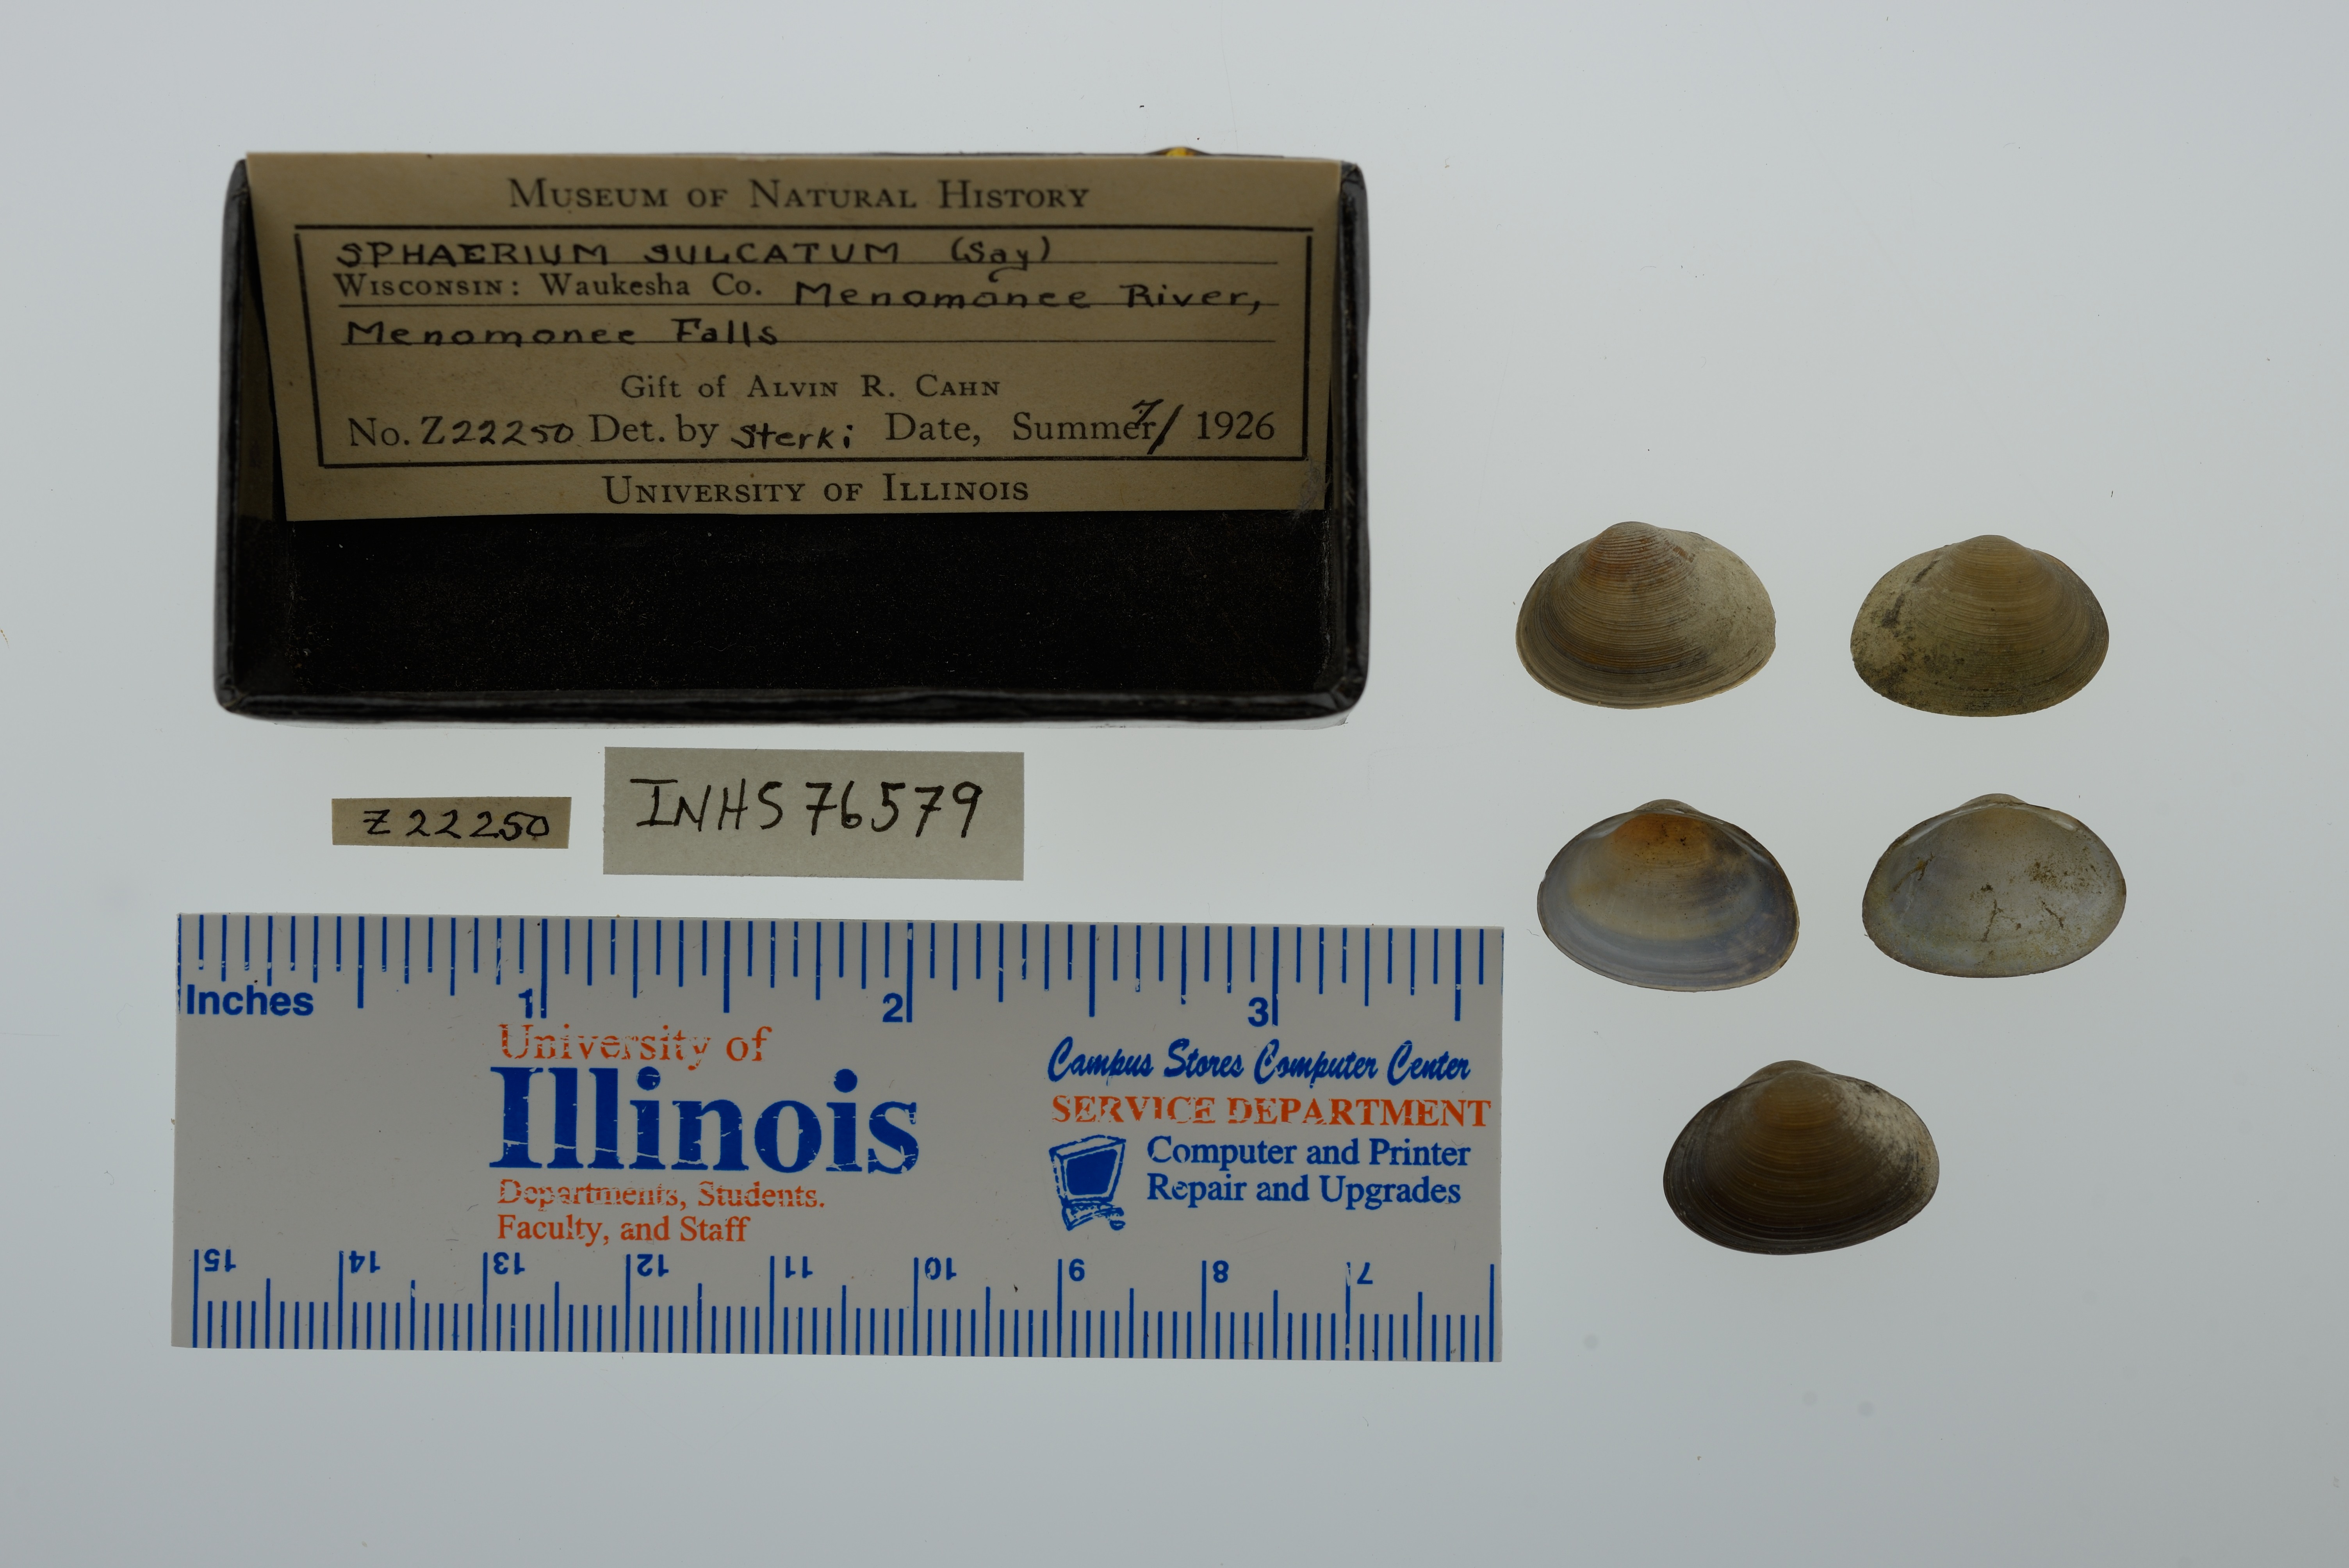 MUSEUM OF NATURAL HISTORY
SPHAERIUM SULCATUM (Say)
WISCONSIN: Waukesha Co. Menomonee River,
Menomonee Falls
Gift of ALVIN R. CAHN
No. Z22250 Det. by Sterki Date, Summer 7/ 1926
UNIVERSITY OF ILLINOIS
Z22250
INHS 76579
Inches 1 2 3
University of
Illinois
Departments, Students.
Faculty, and Staff
Campus Stores Computer Center
SERVICE DEPARTMENT
Computer and Printer
Repair and Upgrades
15 14 13 12 11 10 9 8 7